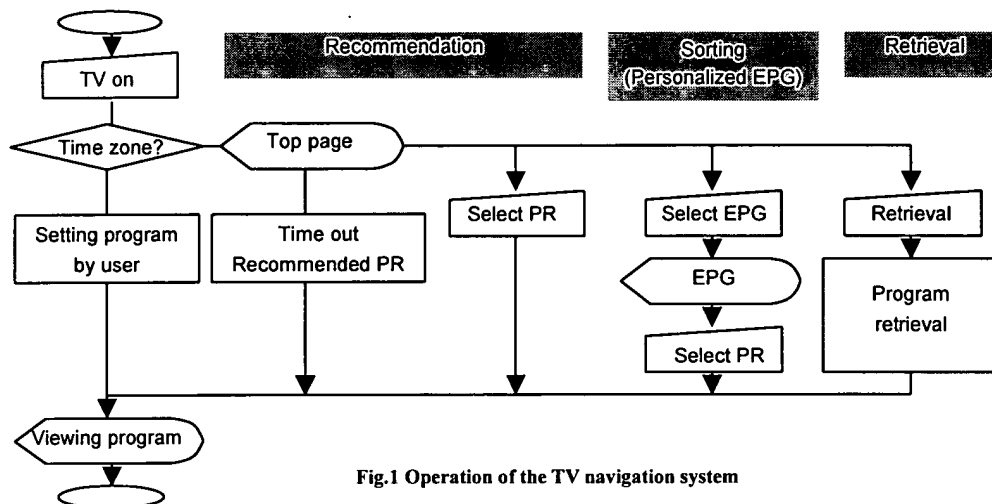 Recommendation
Sorting
(Personalized EPG)
Retrieval
TV on
Time zone?
Top page
Setting program
by user
Time out
Recommended PR
Select PR
Select EPG
EPG
Select PR
Retrieval
Program
retrieval
Viewing program
Fig.1 Operation of the TV navigation system